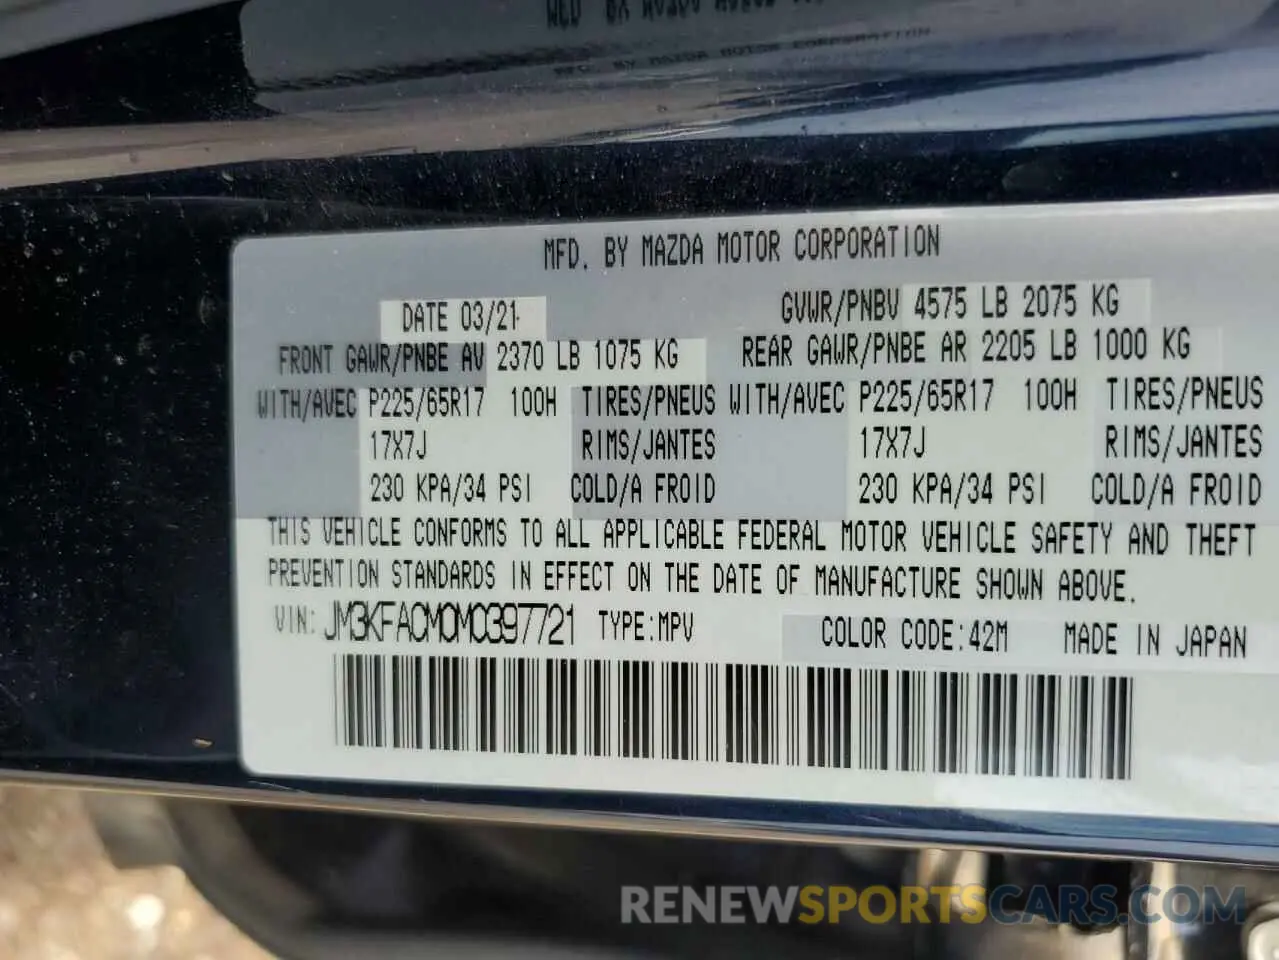 MFG. BY MAZDA MOTOR CORPORATION
MFD. BY MAZDA MOTOR CORPORATION
DATE 03/21 GVWR/PNBV 4575 LB 2075 KG
FRONT GAWR/PNBE AV 2370 LB 1075 KG REAR GAWR/PNBE AR 2205 LB 1000 KG
WITH/AVEC P225/65R17 100H TIRES/PNEUS WITH/AVEC P225/65R17 100H TIRES/PNEUS
17X7J RIMS/JANTES 17X7J RIMS/JANTES
230 KPA/34 PSI COLD/A FROID 230 KPA/34 PSI COLD/A FROID
THIS VEHICLE CONFORMS TO ALL APPLICABLE FEDERAL MOTOR VEHICLE SAFETY AND THEFT
PREVENTION STANDARDS IN EFFECT ON THE DATE OF MANUFACTURE SHOWN ABOVE.
VIN: JM3KFACM0M0397721 TYPE:MPV COLOR CODE:42M MADE IN JAPAN
RENEWSPORTSCARS.COM